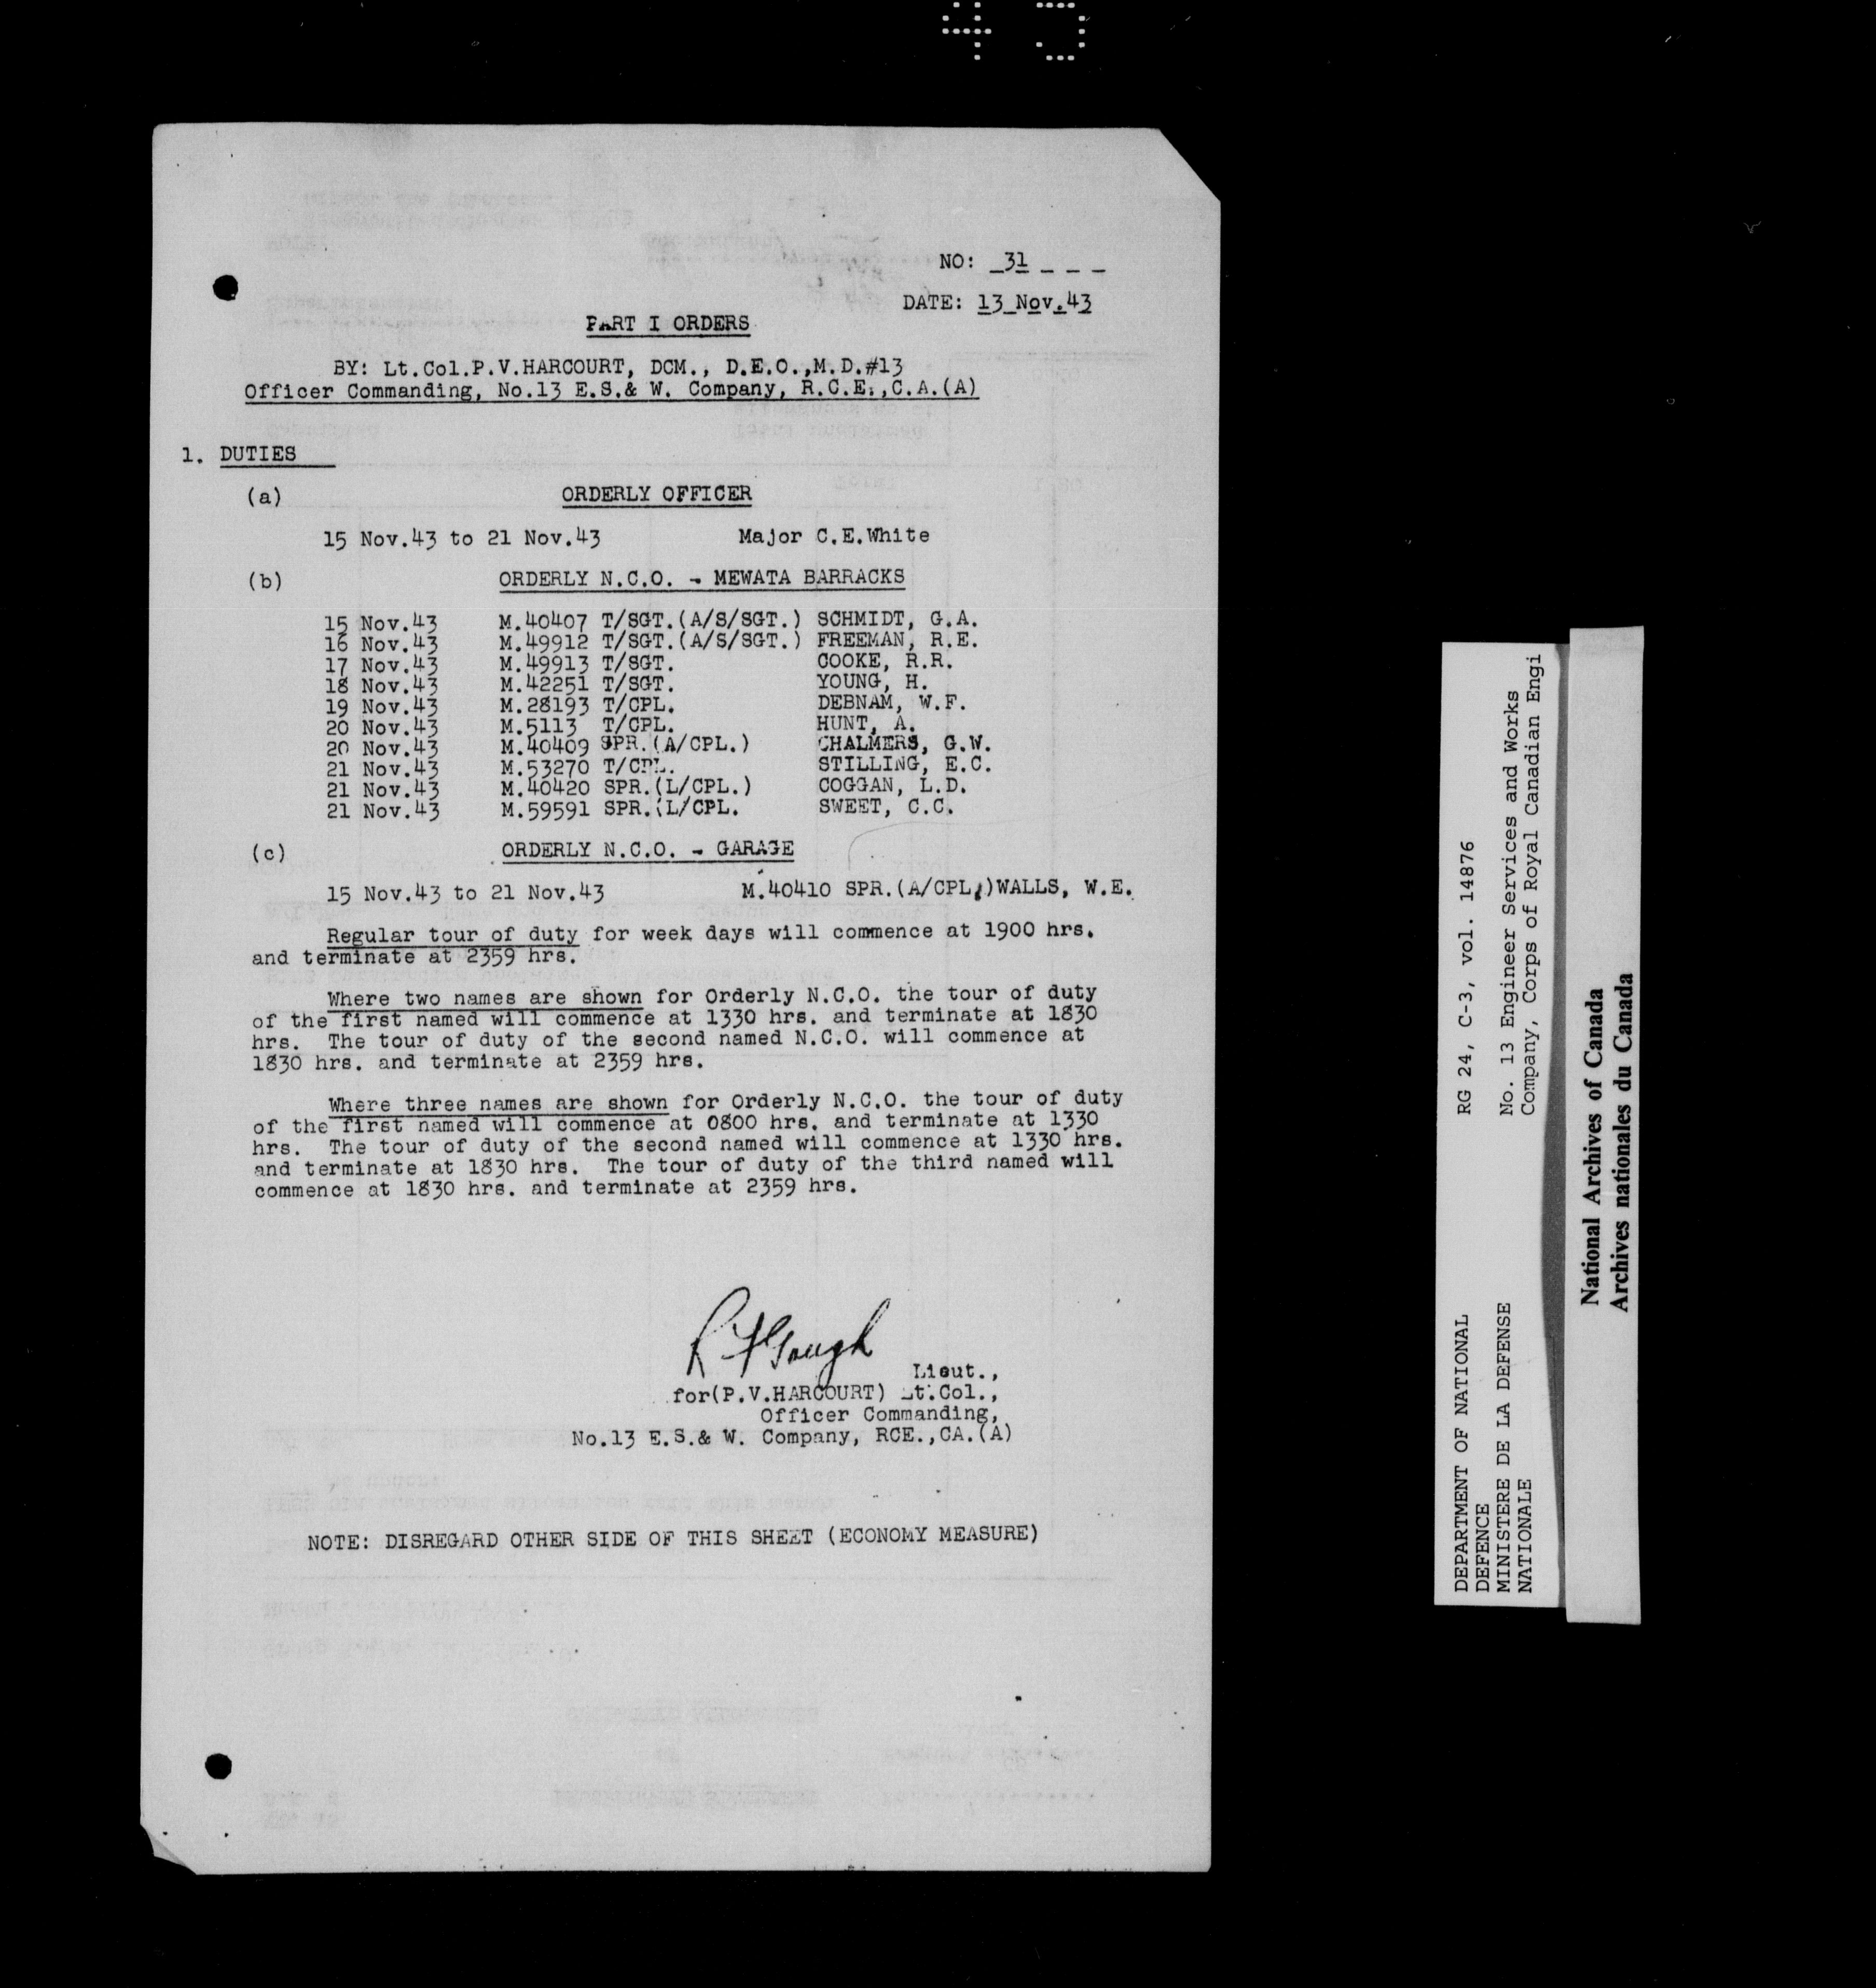 45
NO: 31
DATE: 13 Nov.43
PART I ORDERS
BY: Lt.Col.P.V.HARCOURT, DCM., D.E.O.,M.D.#13
Officer Commanding, No.13 E.S.& W. Company, R.C.E.,C.A.(A)
1. DUTIES
(a) ORDERLY OFFICER
15 Nov.43 to 21 Nov.43 Major C.E.White
(b) ORDERLY N.C.O. - MEWATA BARRACKS
15 Nov.43 M.40407 T/SGT.(A/S/SGT.) SCHMIDT, G.A.
16 Nov.43 M.49912 T/SGT.(A/S/SGT.) FREEMAN, R.E.
17 Nov.43 M.49913 T/SGT. COOKE, R.R.
18 Nov.43 M.42251 T/SGT. YOUNG, H.
19 Nov.43 M.28193 T/CPL. DEBNAM, W.F.
20 Nov.43 M.5113 T/CPL. HUNT, A.
20 Nov.43 M.40409 SPR.(A/CPL.) CHALMERS, G.W.
21 Nov.43 M.53270 T/CPL. STILLING, E.C.
21 Nov.43 M.40420 SPR.(L/CPL.) COGGAN, L.D.
21 Nov.43 M.59591 SPR.(L/CPL. SWEET, C.C.
(c) ORDERLY N.C.O. - GARAGE
15 Nov.43 to 21 Nov.43 M.40410 SPR.(A/CPL.)WALLS, W.E.
Regular tour of duty for week days will commence at 1900 hrs.
and terminate at 2359 hrs.
Where two names are shown for Orderly N.C.O. the tour of duty
of the first named will commence at 1330 hrs. and terminate at 1830
hrs. The tour of duty of the second named N.C.O. will commence at
1830 hrs. and terminate at 2359 hrs.
Where three names are shown for Orderly N.C.O. the tour of duty
of the first named will commence at 0800 hrs. and terminate at 1330
hrs. The tour of duty of the second named will commence at 1330 hrs.
and terminate at 1830 hrs. The tour of duty of the third named will
commence at 1830 hrs. and terminate at 2359 hrs.
Lieut.,
for(P.V.HARCOURT) Lt.Col.,
Officer Commanding,
No.13 E.S.& W. Company, RCE.,CA.(A)
NOTE: DISREGARD OTHER SIDE OF THIS SHEET (ECONOMY MEASURE)
DEPARTMENT OF NATIONAL
DEFENCE
MINISTERE DE LA DEFENSE
NATIONALE
RG 24, C-3, vol. 14876
No. 13 Engineer Services and Works
Company, Corps of Royal Canadian Engi
National Archives of Canada
Archives nationales du Canada